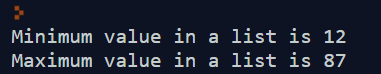 >
Minimum value in a list is 12
Maximum value in a list is 87